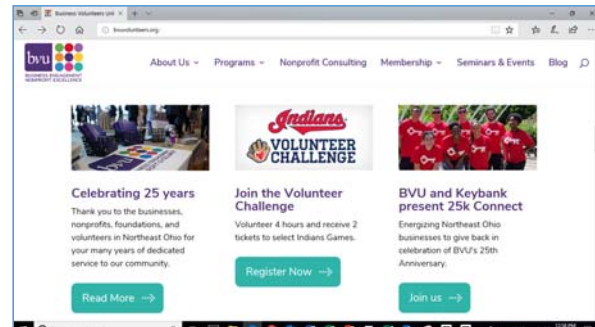 Business Volunteers Unl
bvuvolunteers.org
bvu
BUSINESS ENGAGEMENT
NONPROFIT EXCELLENCE
About Us
Programs
Nonprofit Consulting
Membership
Seminars & Events
Blog
bvu
Indians
VOLUNTEER
CHALLENGE
Celebrating 25 years
Thank you to the businesses,
nonprofits, foundations, and
volunteers in Northeast Ohio for
your many years of dedicated
service to our community.
Read More
Join the Volunteer
Challenge
Volunteer 4 hours and receive 2
tickets to select Indians Games.
Register Now
BVU and Keybank
present 25k Connect
Energizing Northeast Ohio
businesses to give back in
celebration of BVU's 25th
Anniversary.
Join us
12:58 PM